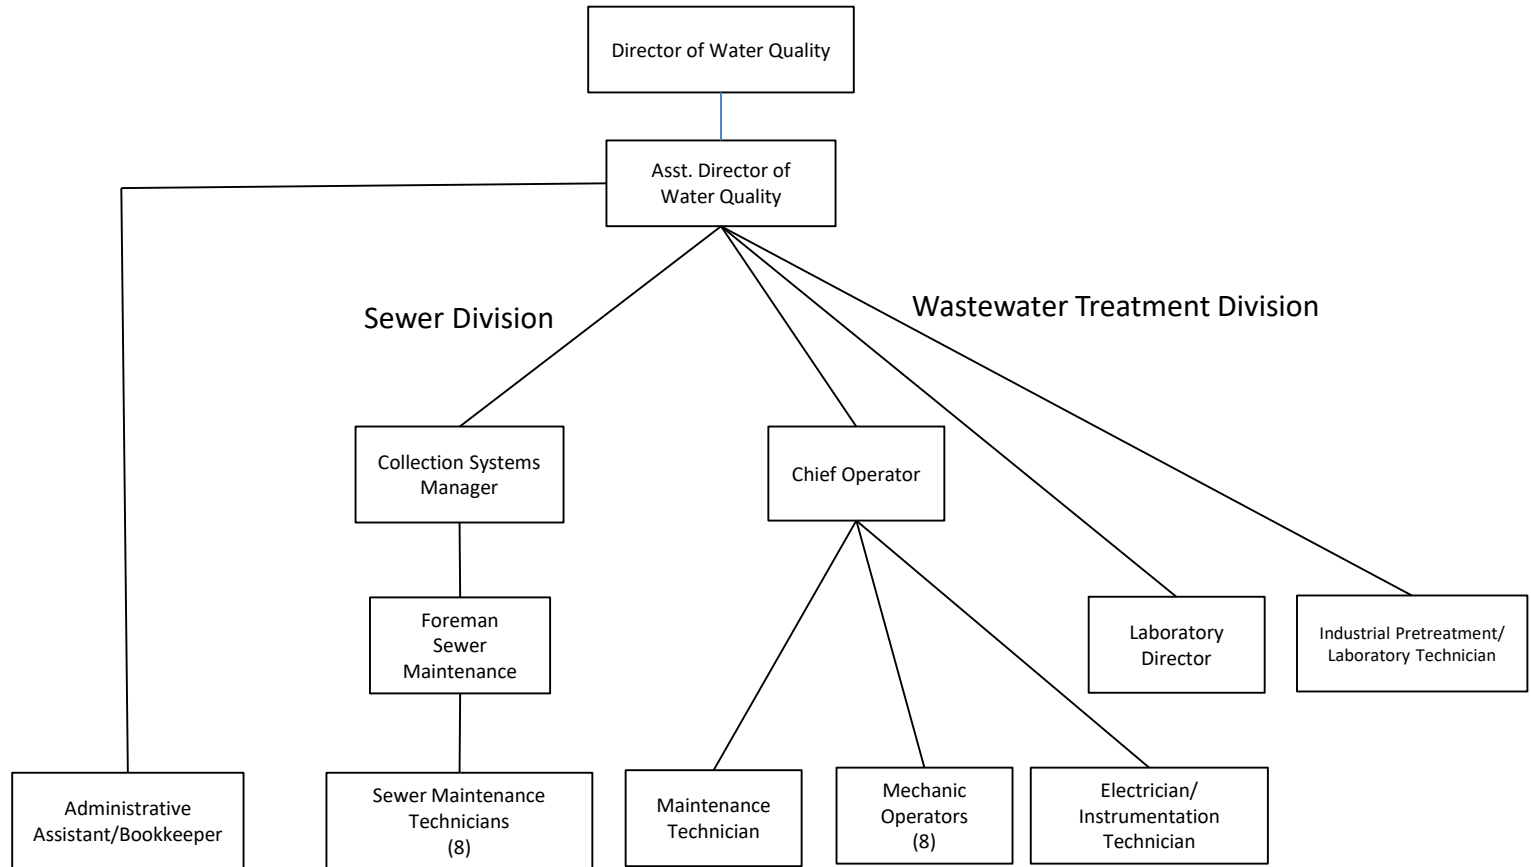 Director of Water Quality
Asst. Director of
Water Quality
Sewer Division
Wastewater Treatment Division
Collection Systems
Manager
Chief Operator
Foreman
Sewer
Maintenance
Laboratory
Director
Industrial Pretreatment/
Laboratory Technician
Administrative
Assistant/Bookkeeper
Sewer Maintenance
Technicians
(8)
Maintenance
Technician
Mechanic
Operators
(8)
Electrician/
Instrumentation
Technician